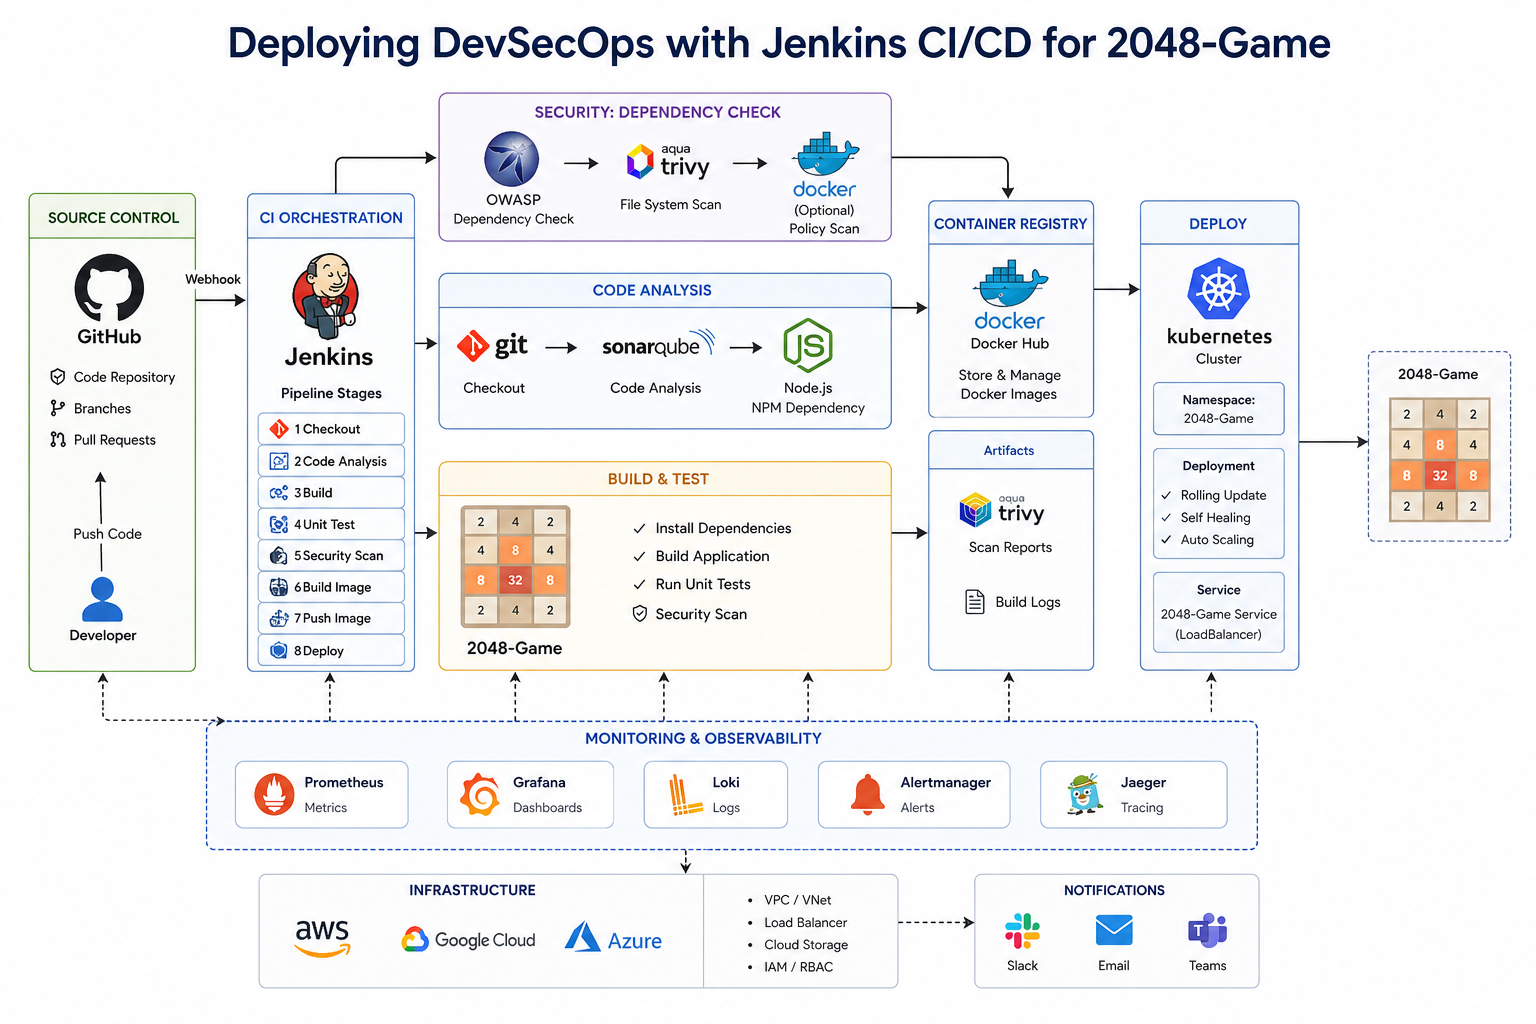 Deploying DevSecOps with Jenkins CI/CD for 2048-Game
SOURCE CONTROL
GitHub
Code Repository
Branches
Pull Requests
Push Code
Developer
Webhook
CI ORCHESTRATION
Jenkins
Pipeline Stages
1 Checkout
2 Code Analysis
3 Build
4 Unit Test
5 Security Scan
6 Build Image
7 Push Image
8 Deploy
SECURITY: DEPENDENCY CHECK
OWASP
Dependency Check
aqua
trivy
File System Scan
docker
(Optional)
Policy Scan
CODE ANALYSIS
git
Checkout
sonarqube
Code Analysis
JS
Node.js
NPM Dependency
BUILD & TEST
2 4 2
4 8 4
8 32 8
2 4 2
2048-Game
Install Dependencies
Build Application
Run Unit Tests
Security Scan
CONTAINER REGISTRY
docker
Docker Hub
Store & Manage
Docker Images
Artifacts
aqua
trivy
Scan Reports
Build Logs
DEPLOY
kubernetes
Cluster
Namespace:
2048-Game
Deployment
Rolling Update
Self Healing
Auto Scaling
Service
2048-Game Service
(LoadBalancer)
2048-Game
2 4 2
4 8 4
8 32 8
2 4 2
MONITORING & OBSERVABILITY
Prometheus
Metrics
Grafana
Dashboards
Loki
Logs
Alertmanager
Alerts
Jaeger
Tracing
INFRASTRUCTURE
aws
Google Cloud
Azure
• VPC / VNet
• Load Balancer
• Cloud Storage
• IAM / RBAC
NOTIFICATIONS
Slack
Email
T
Teams